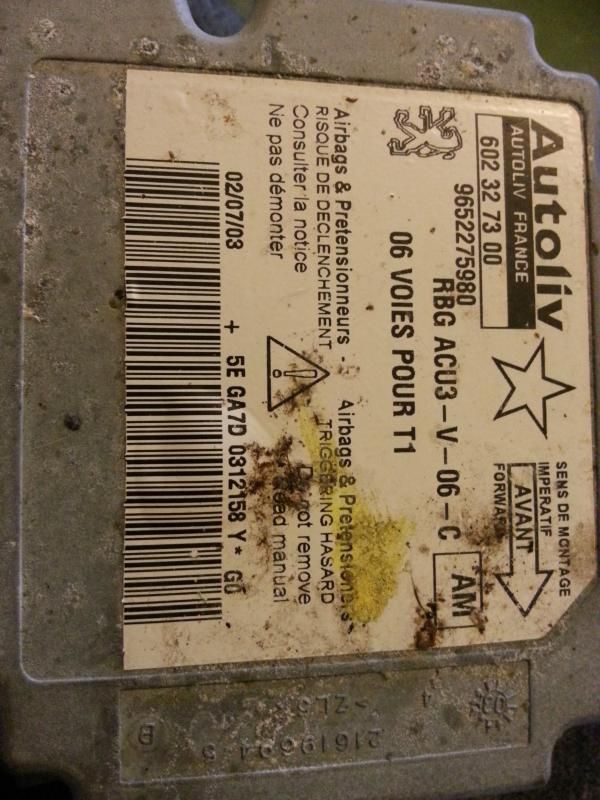 Autoliv
AUTOLIV FRANCE
602 32 73 00
9652275980
RBG ACU3-V-06-C
AM
06 VOIES POUR T1
SENS DE MONTAGE
IMPERATIF
AVANT
FORWARD
Airbags & Pretensionneurs -
RISQUE DE DECLENCHEMENT
Consulter la notice
Ne pas démonter
Airbags & Pretensioners
TRIGGERING HASARD
Do not remove
Read manual
02/07/03 + 5E GA7D 0312158 Y* G0